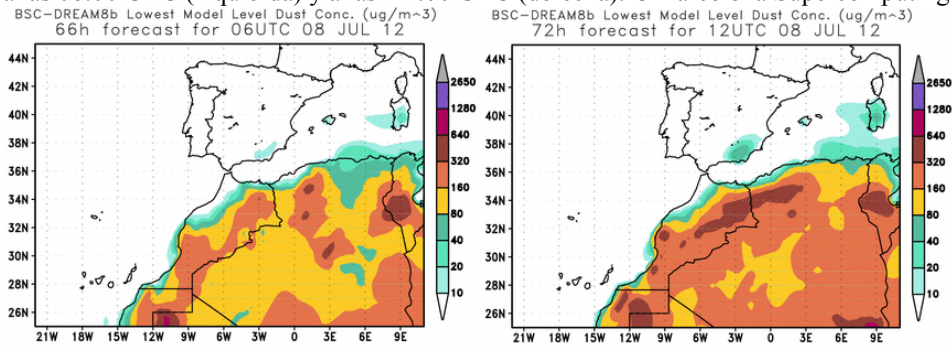 BSC-DREAM8b Lowest Model Level Dust Conc. (ug/m^3)
66h forecast for 06UTC 08 JUL 12
44N
42N
40N
38N
36N
34N
32N
30N
28N
26N
21W 18W 15W 12W 9W 6W 3W 0 3E 6E 9E
2650
1280
640
320
160
80
40
20
10
BSC-DREAM8b Lowest Model Level Dust Conc. (ug/m^3)
72h forecast for 12UTC 08 JUL 12
44N
42N
40N
38N
36N
34N
32N
30N
28N
26N
21W 18W 15W 12W 9W 6W 3W 0 3E 6E 9E
2650
1280
640
320
160
80
40
20
10